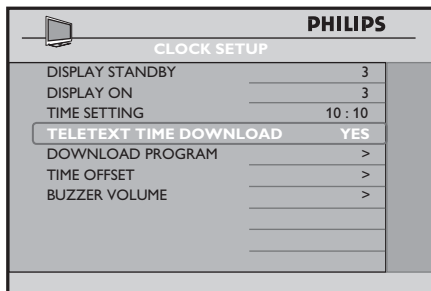 PHILIPS
CLOCK SETUP
DISPLAY STANDBY 3
DISPLAY ON 3
TIME SETTING 10 : 10
TELETEXT TIME DOWNLOAD YES
DOWNLOAD PROGRAM >
TIME OFFSET >
BUZZER VOLUME >